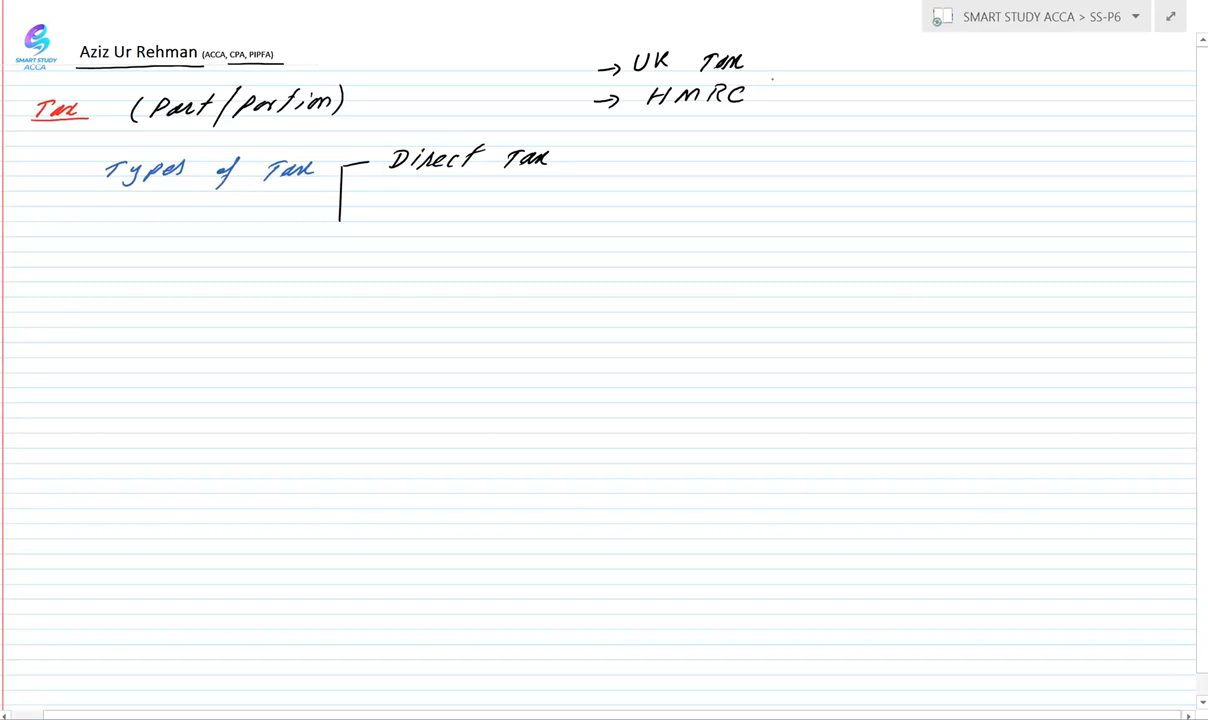 SMART STUDY ACCA > SS-P6
SMART STUDY
ACCA
Aziz Ur Rehman (ACCA, CPA, PIPFA)
→ UK Tax
→ HMRC
Tax (Part/Portion)
Types of Tax
Direct Tax